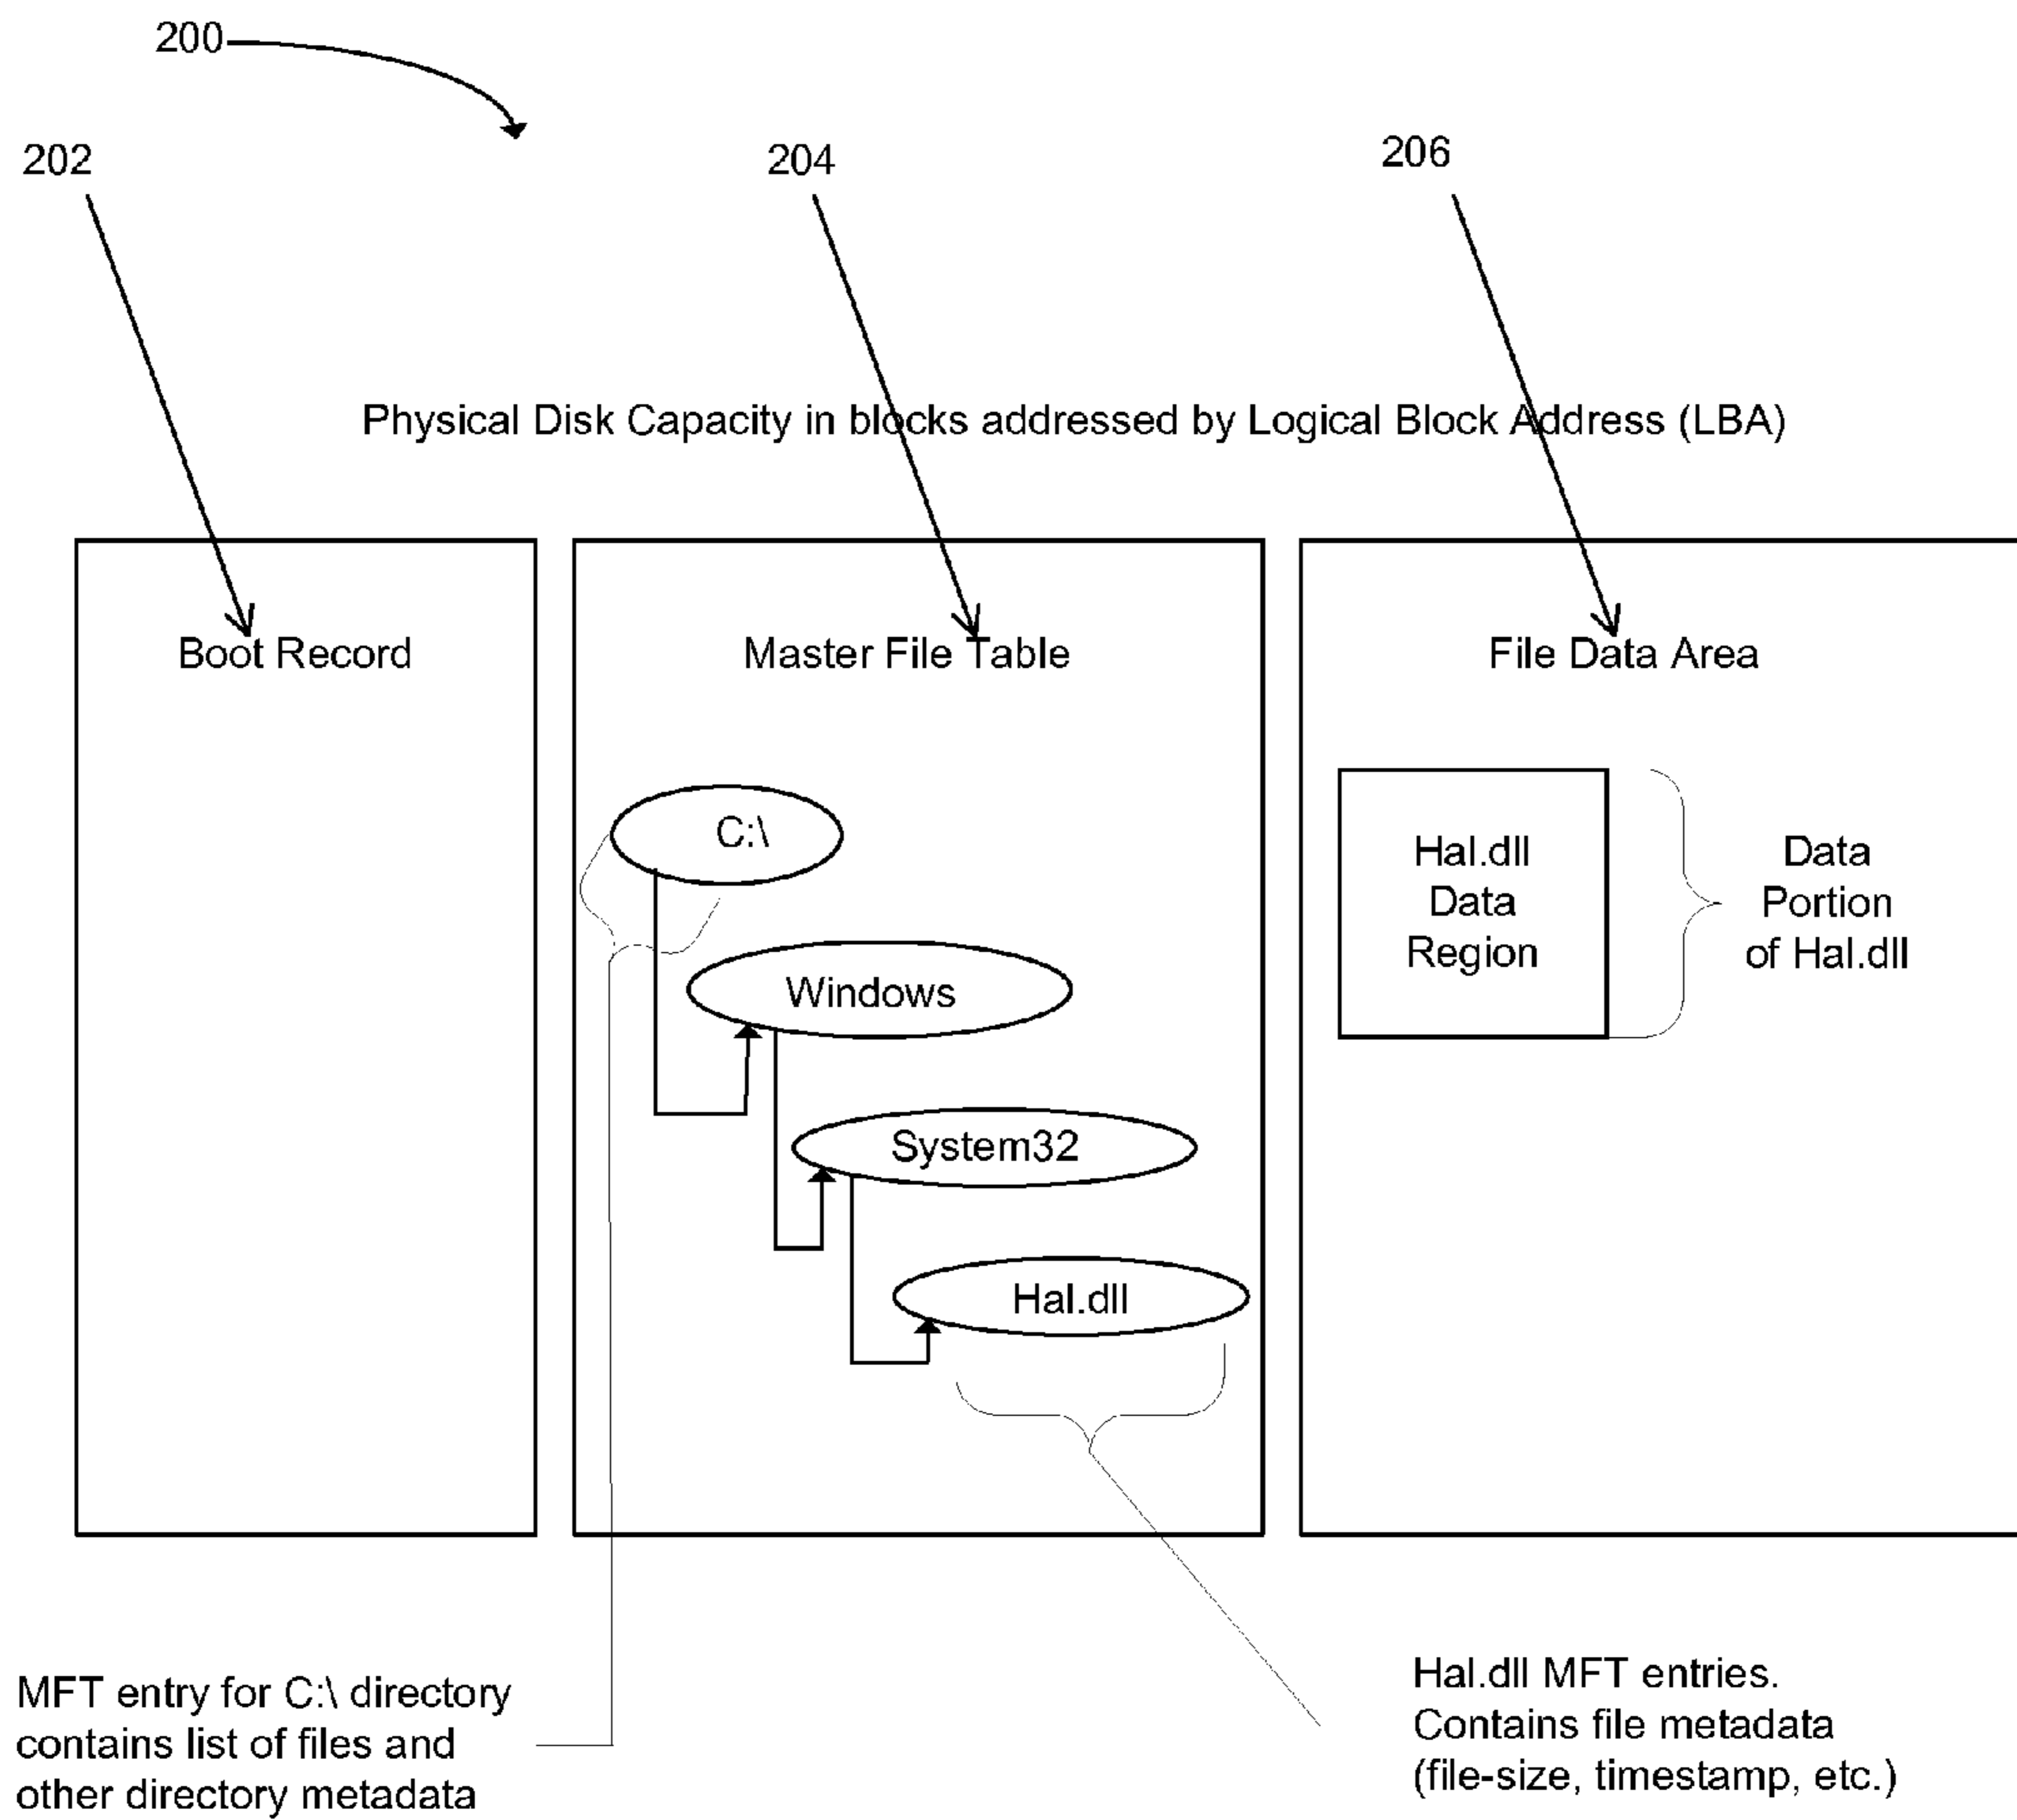 200
202
204
206
Physical Disk Capacity in blocks addressed by Logical Block Address (LBA)
Boot Record
Master File Table
File Data Area
C:\
Windows
System32
Hal.dll
Hal.dll
Data
Region
Data
Portion
of Hal.dll
MFT entry for C:\ directory
contains list of files and
other directory metadata
Hal.dll MFT entries.
Contains file metadata
(file-size, timestamp, etc.)